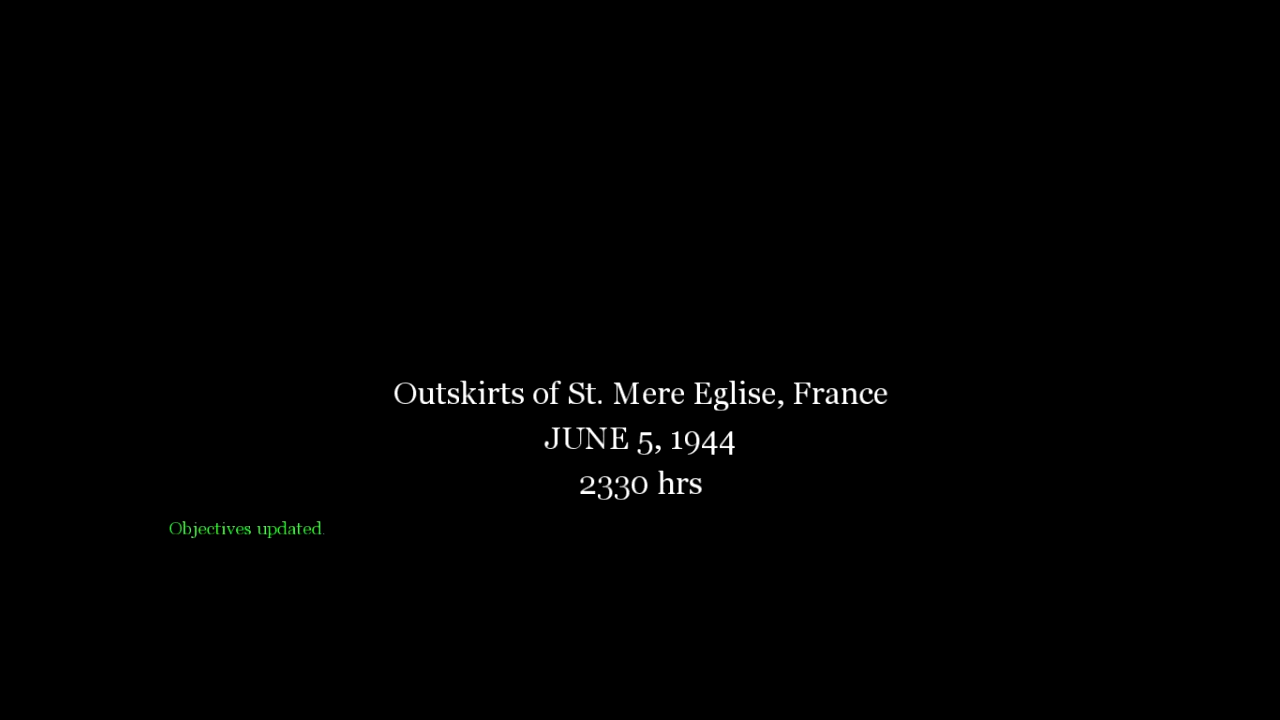 Outskirts of St. Mere Eglise, France
JUNE 5, 1944
2330 hrs
Objectives updated.